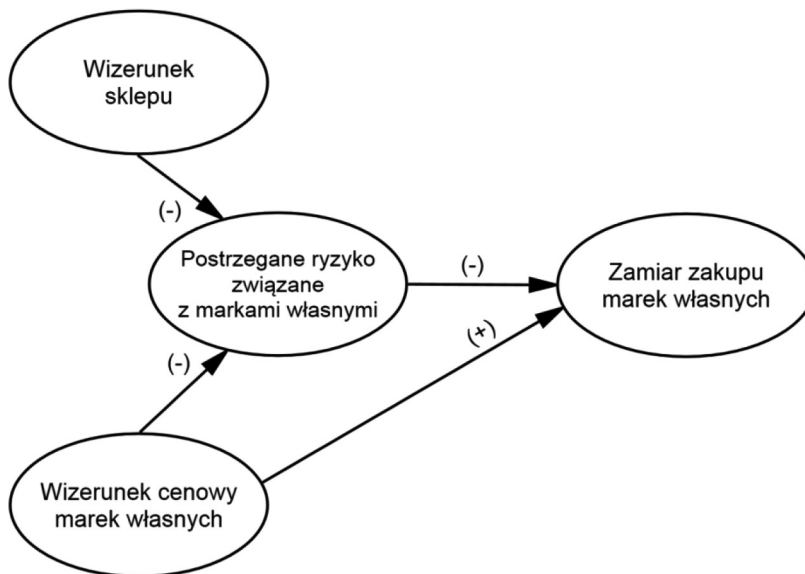 Wizerunek
sklepu
(-)
Postrzegane ryzyko
związane
z markami własnymi
(-)
Zamiar zakupu
marek własnych
(+)
(-)
Wizerunek cenowy
marek własnych